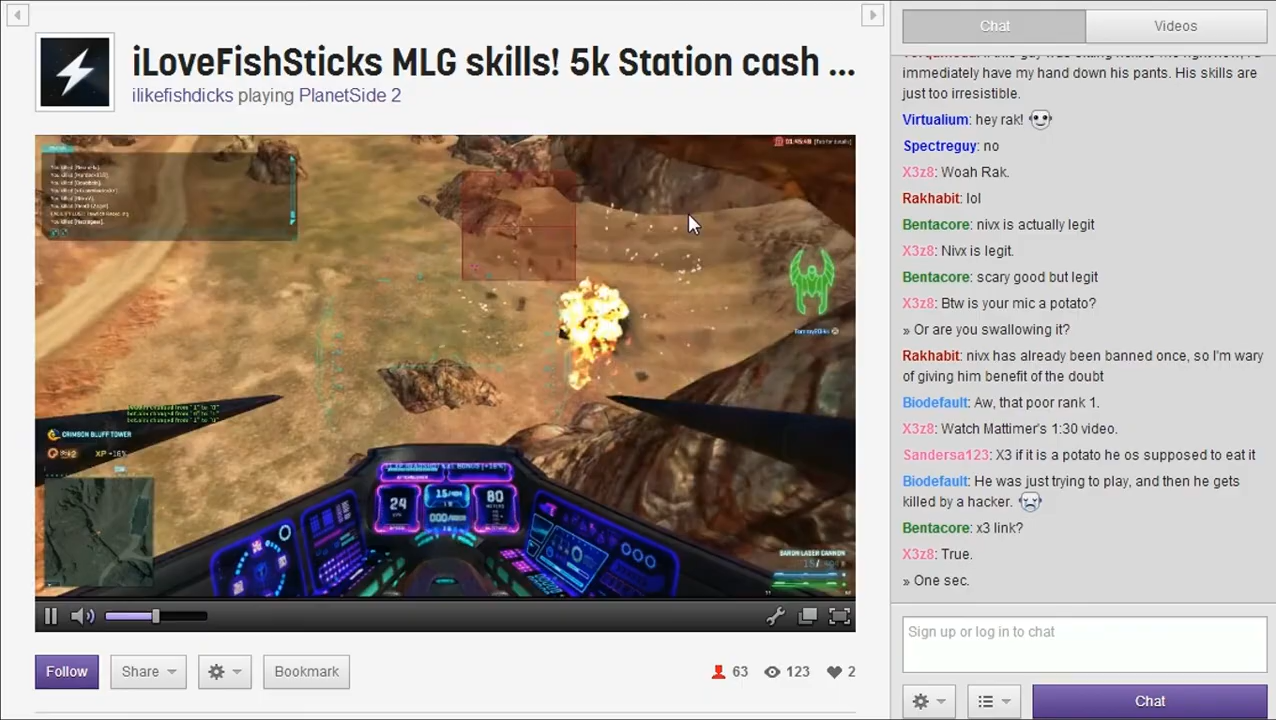 iLoveFishSticks MLG skills! 5k Station cash ...
ilikefishdicks playing PlanetSide 2
CRIMSON BLUFF TOWER
XP +16%
24
15/404
80
SARON LASER CANNON
Follow
Share
Bookmark
63
123
2
Chat
Videos
immediately have my hand down his pants. His skills are
just too irresistible.
Virtualium: hey rak!
Spectreguy: no
X3z8: Woah Rak.
Rakhabit: lol
Bentacore: nivx is actually legit
X3z8: Nivx is legit.
Bentacore: scary good but legit
X3z8: Btw is your mic a potato?
» Or are you swallowing it?
Rakhabit: nivx has already been banned once, so I'm wary
of giving him benefit of the doubt
Biodefault: Aw, that poor rank 1.
X3z8: Watch Mattimer's 1:30 video.
Sandersa123: X3 if it is a potato he os supposed to eat it
Biodefault: He was just trying to play, and then he gets
killed by a hacker.
Bentacore: x3 link?
X3z8: True.
» One sec.
Sign up or log in to chat
Chat